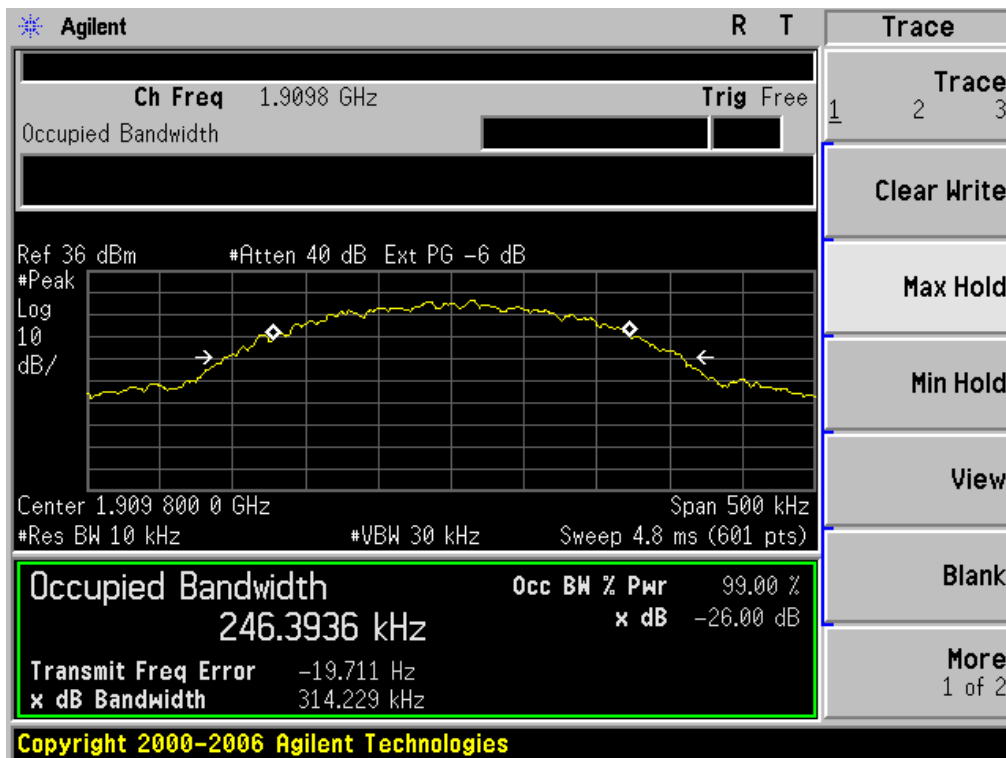 Agilent R T
Ch Freq 1.9098 GHz Trig Free
Occupied Bandwidth
Ref 36 dBm #Atten 40 dB Ext PG -6 dB
#Peak
Log
10
dB/
Center 1.909 800 0 GHz Span 500 kHz
#Res BW 10 kHz #VBW 30 kHz Sweep 4.8 ms (601 pts)
Occupied Bandwidth Occ BW % Pwr 99.00 %
246.3936 kHz x dB -26.00 dB
Transmit Freq Error -19.711 Hz
x dB Bandwidth 314.229 kHz
Copyright 2000-2006 Agilent Technologies
Trace
Trace
1 2 3
Clear Write
Max Hold
Min Hold
View
Blank
More
1 of 2